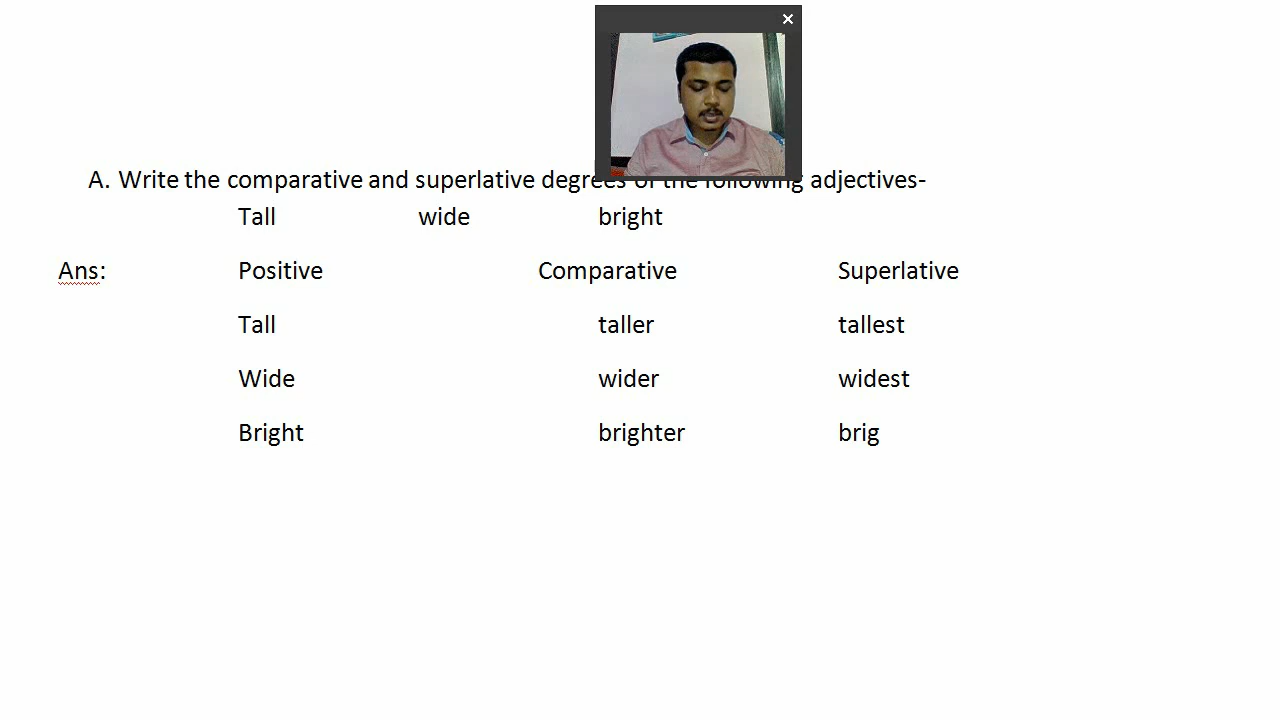 A. Write the comparative and superlative degrees of the following adjectives-
Tall wide bright
Ans: Positive Comparative Superlative
Tall taller tallest
Wide wider widest
Bright brighter brig